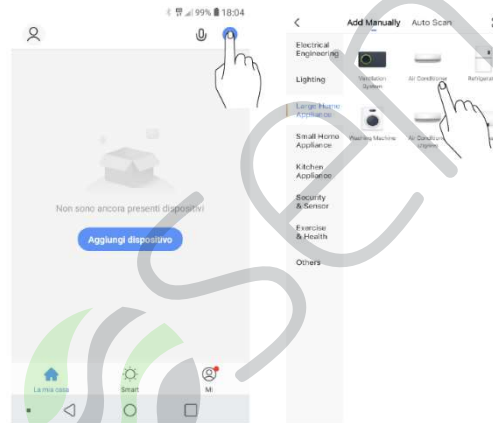 18:04
99%
Non sono ancora presenti dispositivi
Aggiungi dispositivo
La mia casa
Smart
Mi
Add Manually
Auto Scan
Electrical
Engineering
Lighting
Large Home
Appliance
Small Home
Appliance
Kitchen
Appliance
Security
& Sensor
Exercise
& Health
Others
Ventilation
System
Air Conditioner
Washing Machine